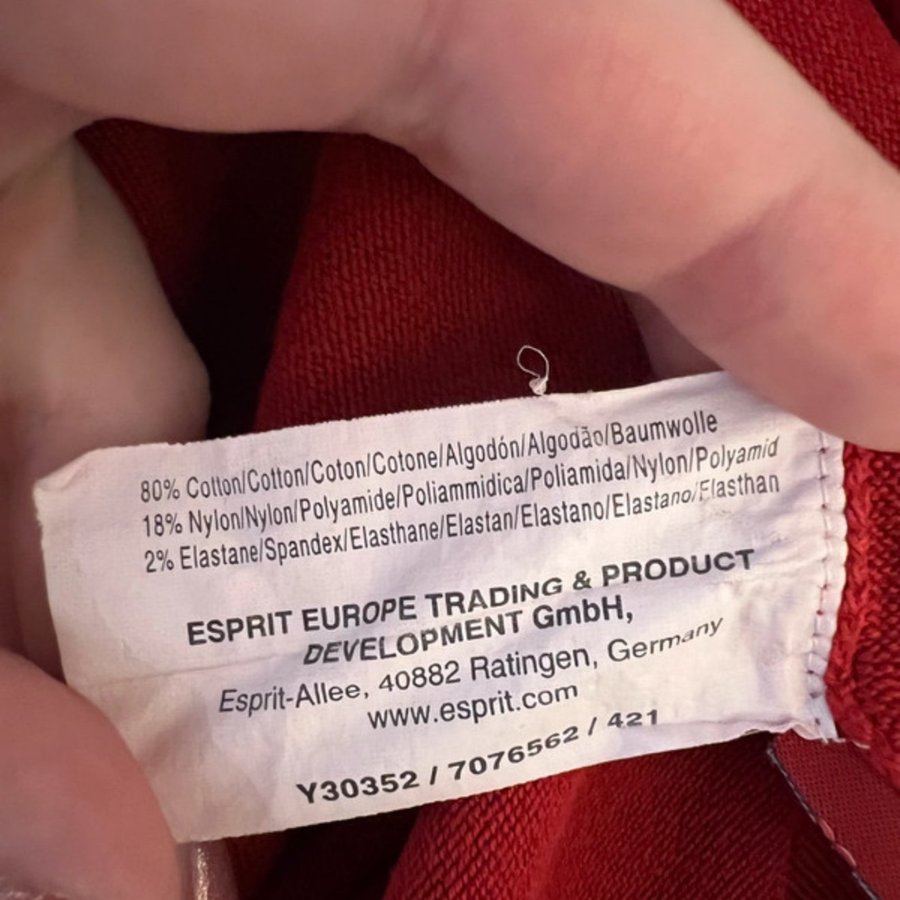 80% Cotton/Cotton/Coton/Cotone/Algodón/Algodão/Baumwolle
18% Nylon/Nylon/Polyamide/Poliammidica/Poliamida/Nylon/Polyamid
2% Elastane/Spandex/Elasthane/Elastan/Elastano/Elastano/Elasthan
ESPRIT EUROPE TRADING & PRODUCT
DEVELOPMENT GmbH,
Esprit-Allee, 40882 Ratingen, Germany
www.esprit.com
Y30352 / 7076562 / 421